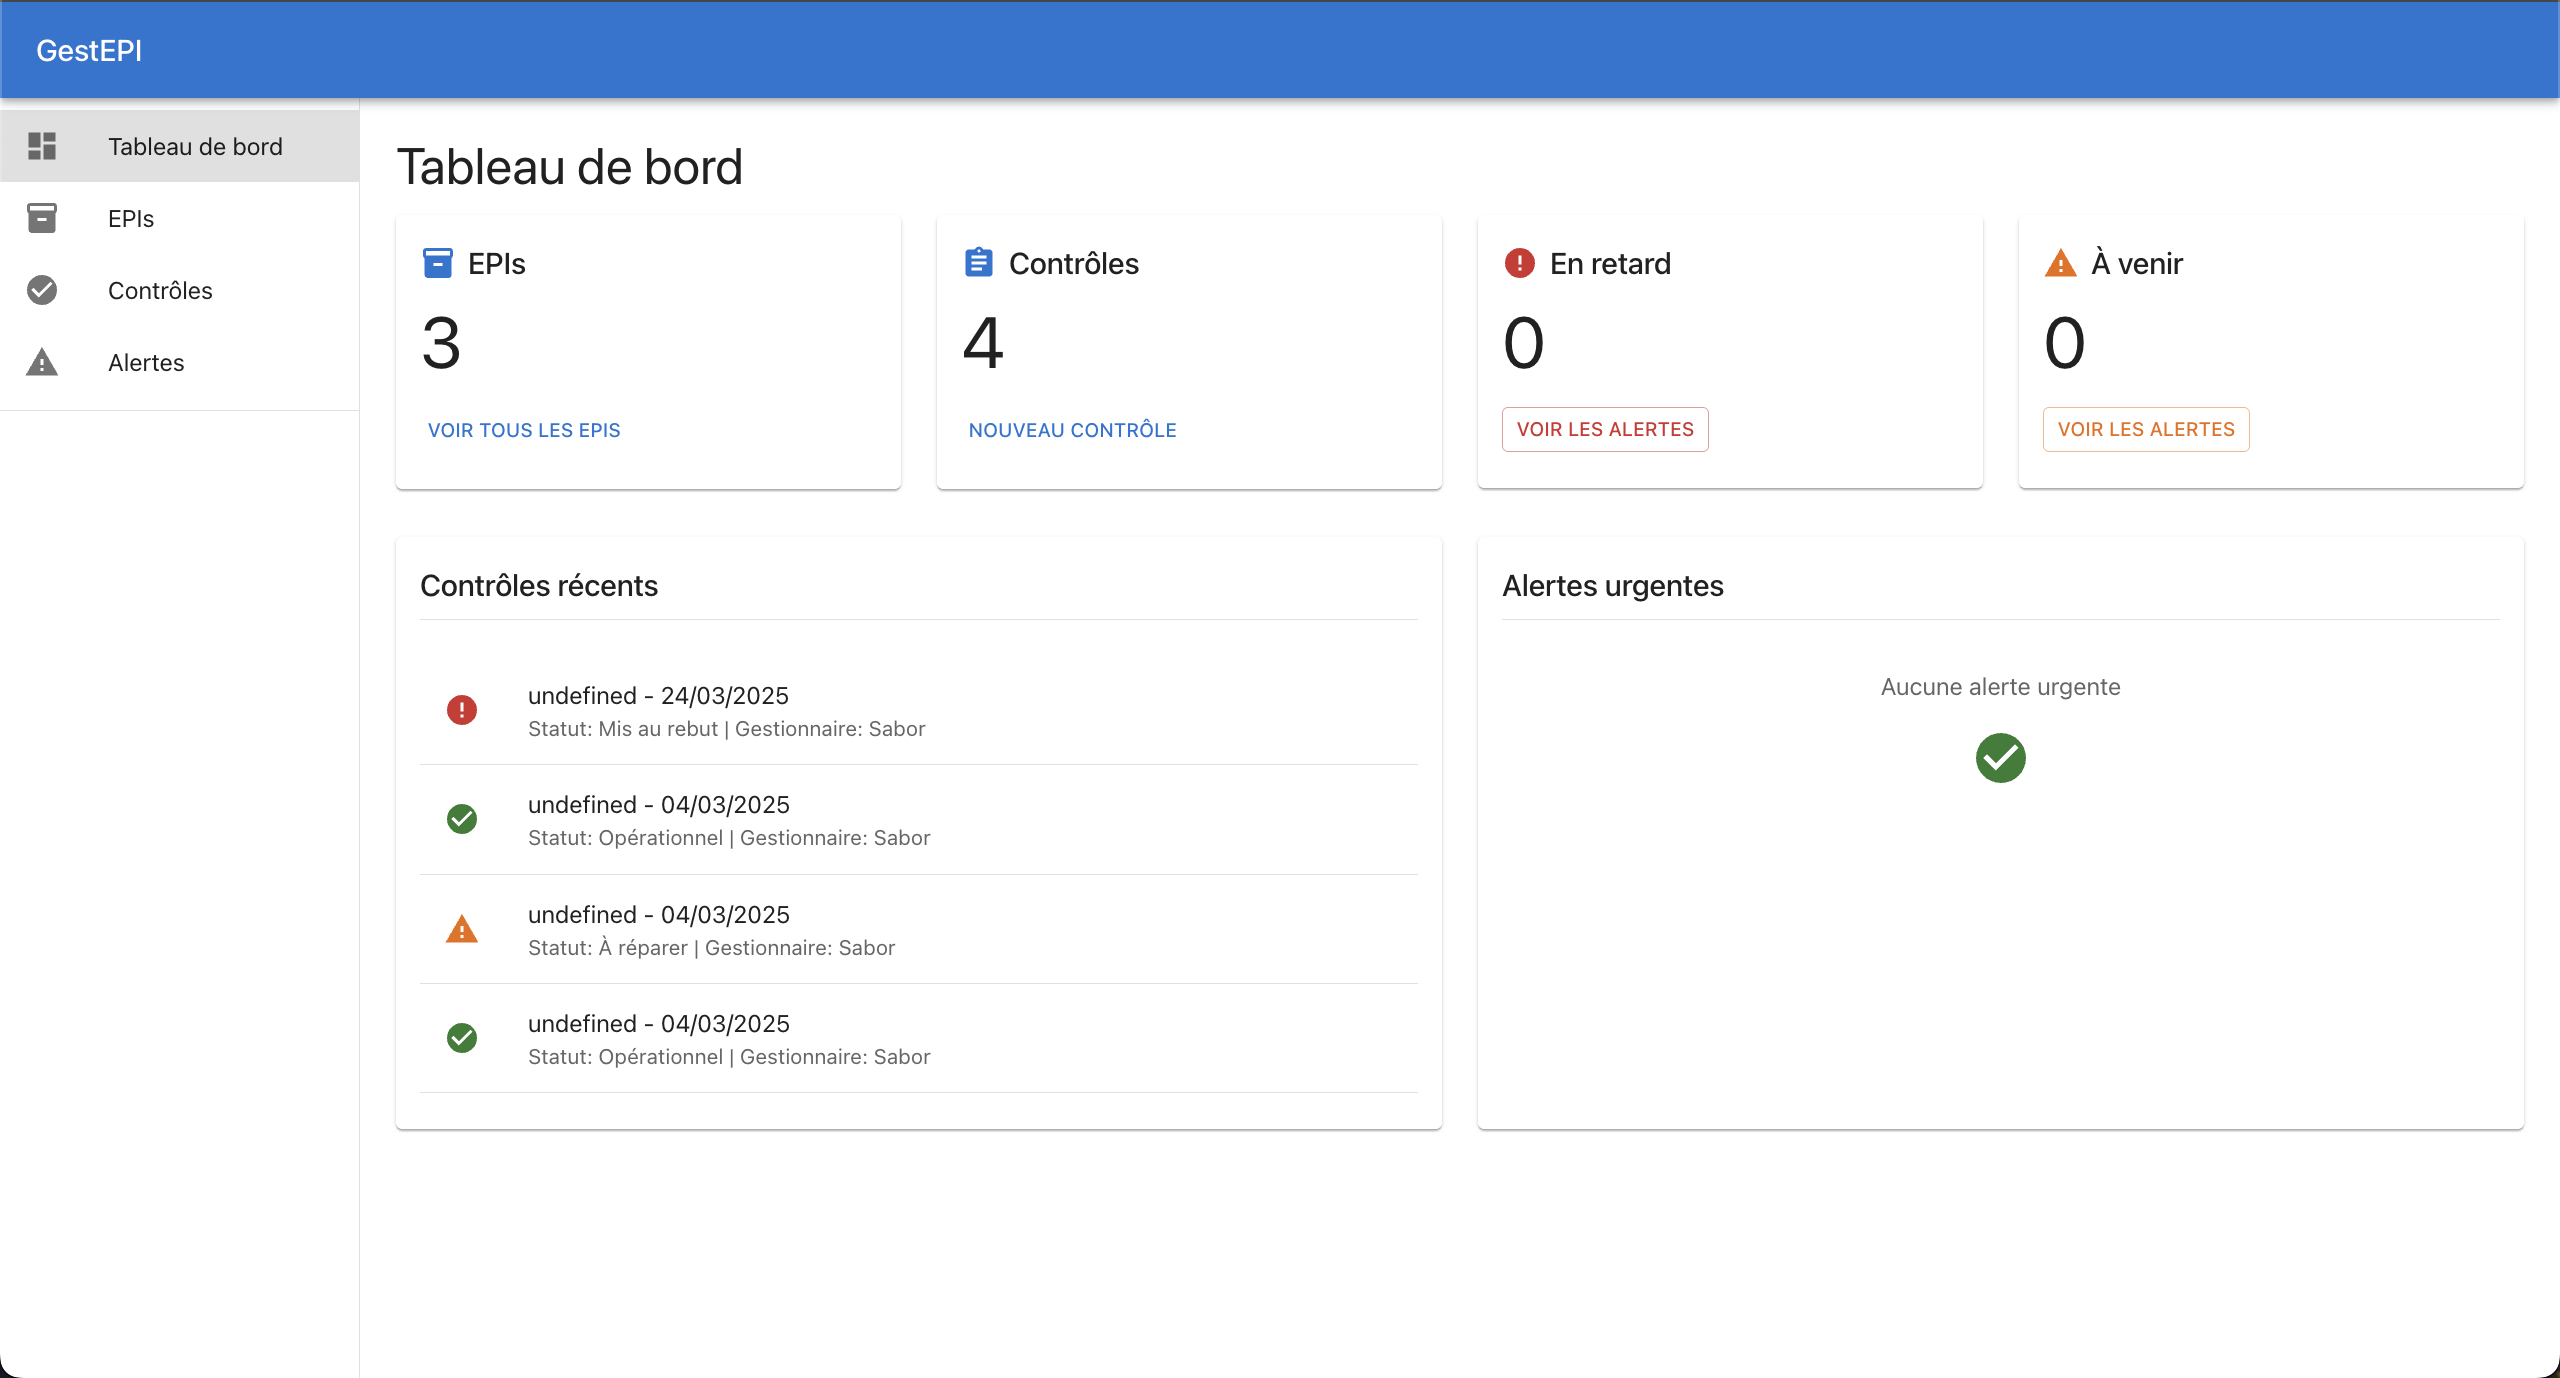 GestEPI
Tableau de bord
EPIs
Contrôles
Alertes
Tableau de bord
EPIs
3
VOIR TOUS LES EPIS
Contrôles
4
NOUVEAU CONTRÔLE
En retard
0
VOIR LES ALERTES
À venir
0
VOIR LES ALERTES
Contrôles récents
undefined - 24/03/2025
Statut: Mis au rebut | Gestionnaire: Sabor
undefined - 04/03/2025
Statut: Opérationnel | Gestionnaire: Sabor
undefined - 04/03/2025
Statut: À réparer | Gestionnaire: Sabor
undefined - 04/03/2025
Statut: Opérationnel | Gestionnaire: Sabor
Alertes urgentes
Aucune alerte urgente